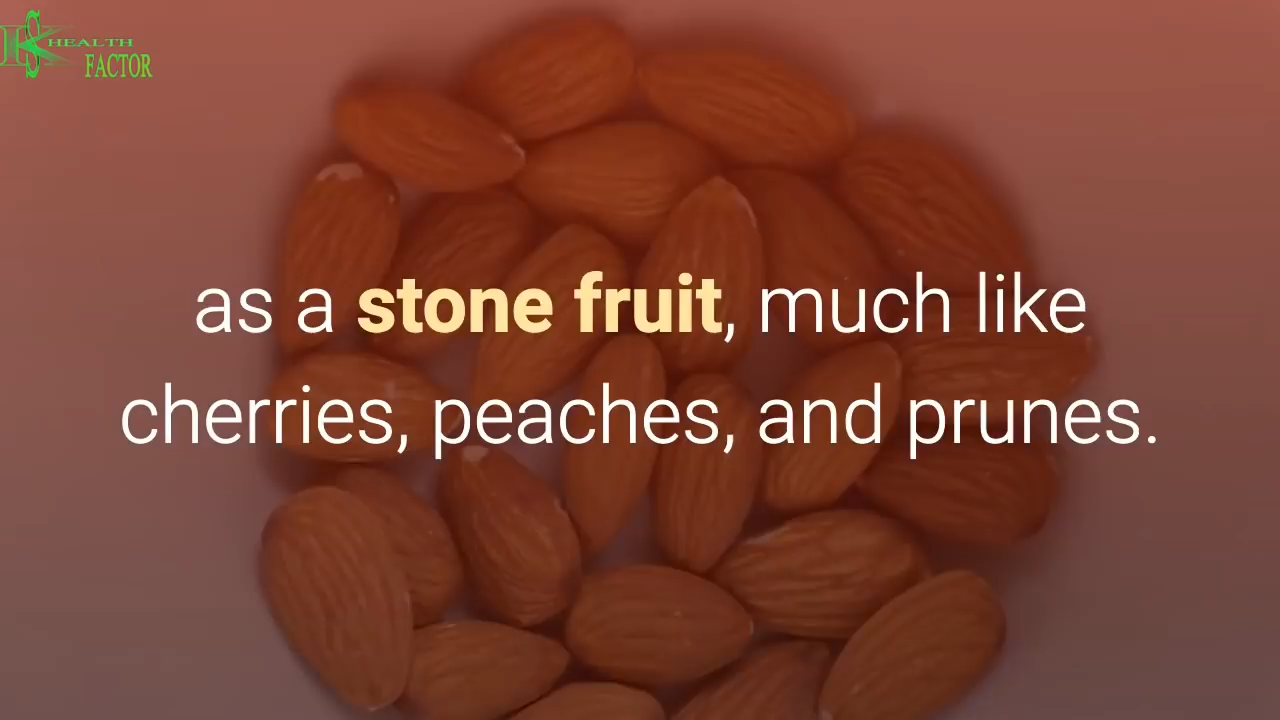 HEALTH
FACTOR
as a stone fruit, much like
cherries, peaches, and prunes.